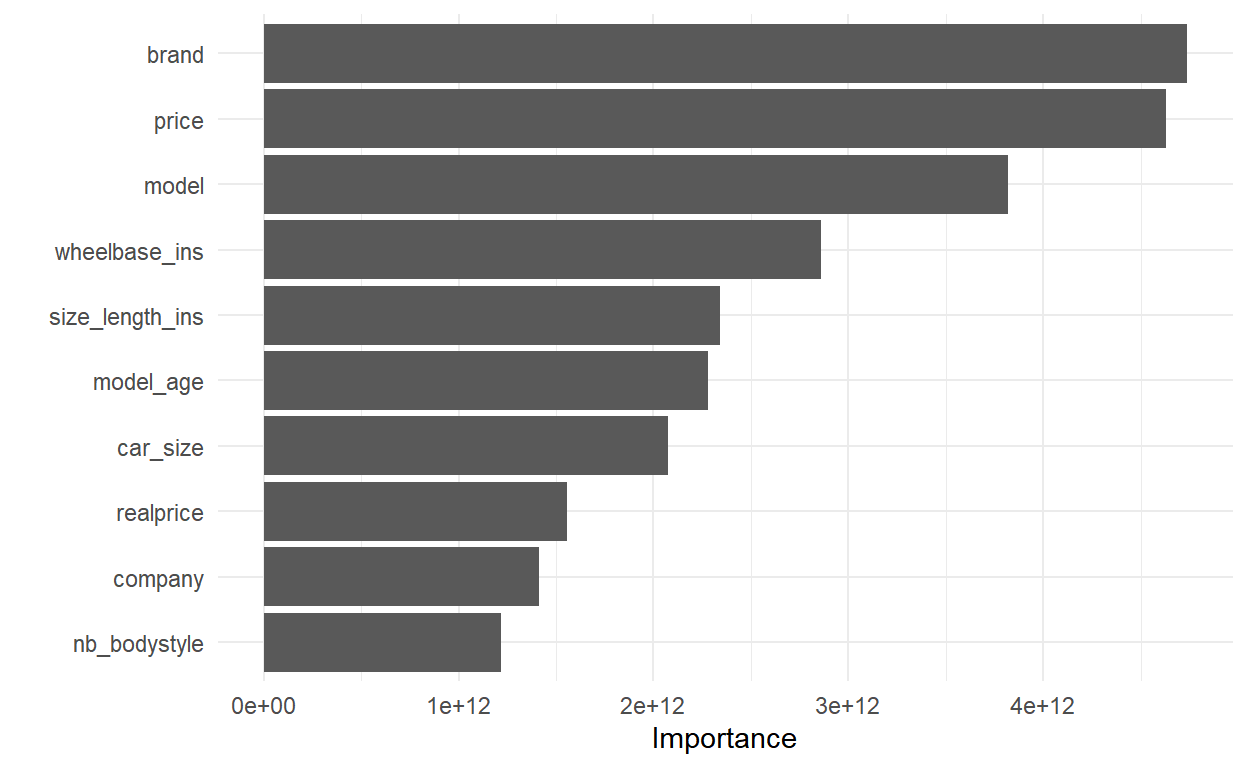 brand
price
model
wheelbase_ins
size_length_ins
model_age
car_size
realprice
company
nb_bodystyle
0e+00 1e+12 2e+12 3e+12 4e+12
Importance